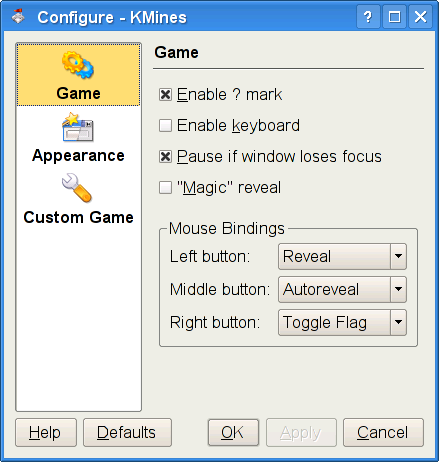 Configure - KMines
Game
Appearance
Custom Game
Game
Enable ? mark
Enable keyboard
Pause if window loses focus
"Magic" reveal
Mouse Bindings
Left button: Reveal
Middle button: Autoreveal
Right button: Toggle Flag
Help Defaults OK Apply Cancel